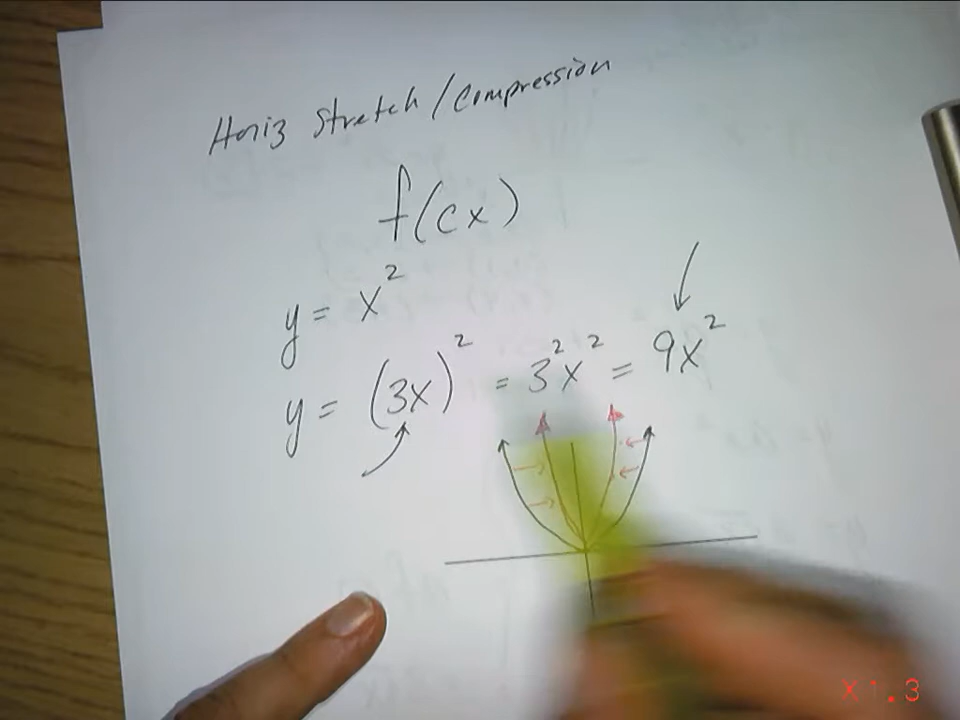 Horiz Stretch/Compression
f(cx)
y = x²
y = (3x)² = 3²x² = 9x²
X1.3